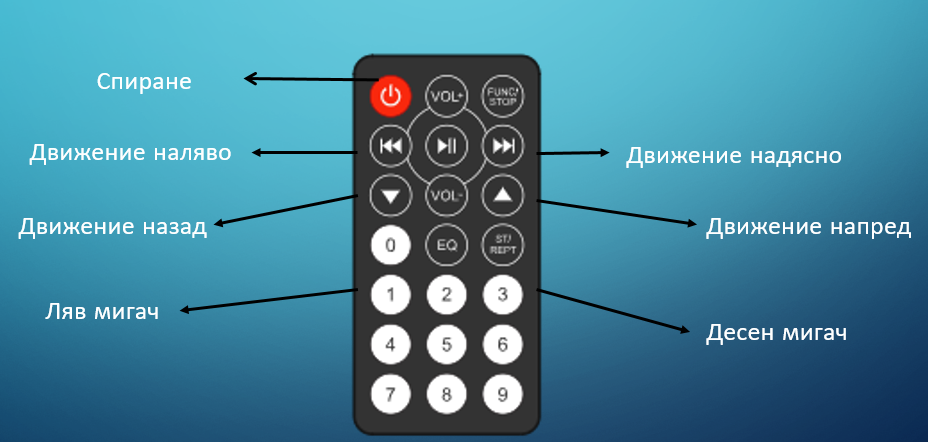 Спиране
VOL+
FUNC/
STOP
Движение наляво
Движение надясно
VOL-
Движение назад
Движение напред
0
EQ
ST/
REPT
1 2 3
Ляв мигач
Десен мигач
4 5 6
7 8 9